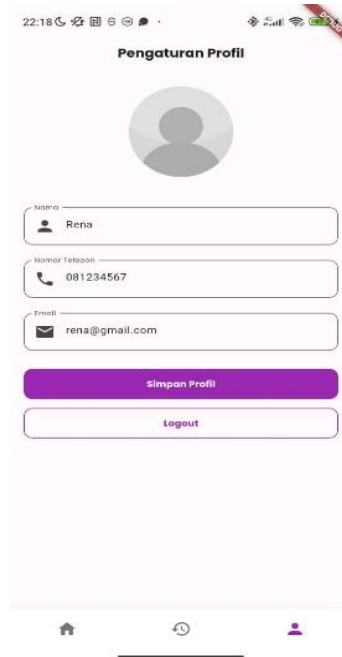 22:18
Pengaturan Profil
Nama
Rena
Nomor Telepon
081234567
Email
rena@gmail.com
Simpan Profil
Logout